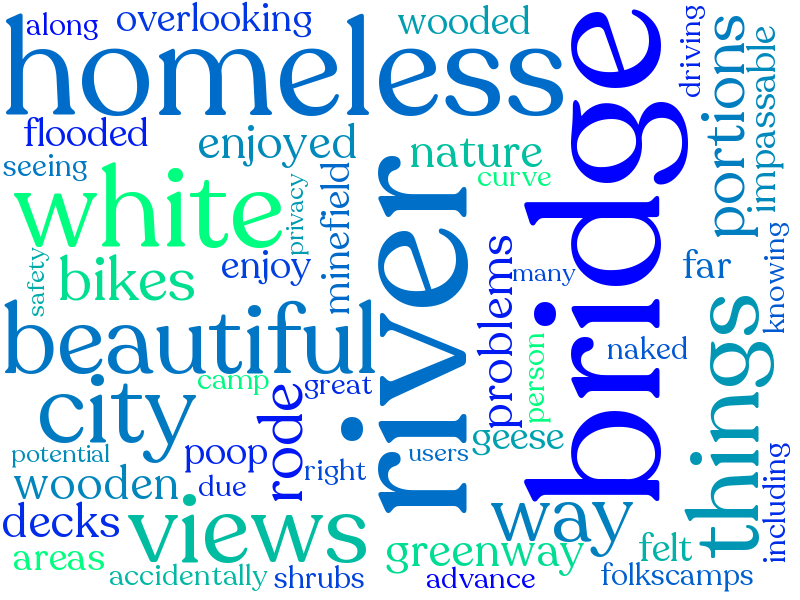 along
overlooking
wooded
homeless
bridge
driving
portions
impassable
flooded
enjoyed
nature
seeing
curve
white
privacy
minefield
river
safety
bikes
enjoy
problems
many
far
knowing
beautiful
naked
things
city
camp
great
person
rode
geese
potential
poop
right
users
including
wooden
due
decks
views
way
areas
greenway
felt
accidentally
shrubs
advance
folkscamps